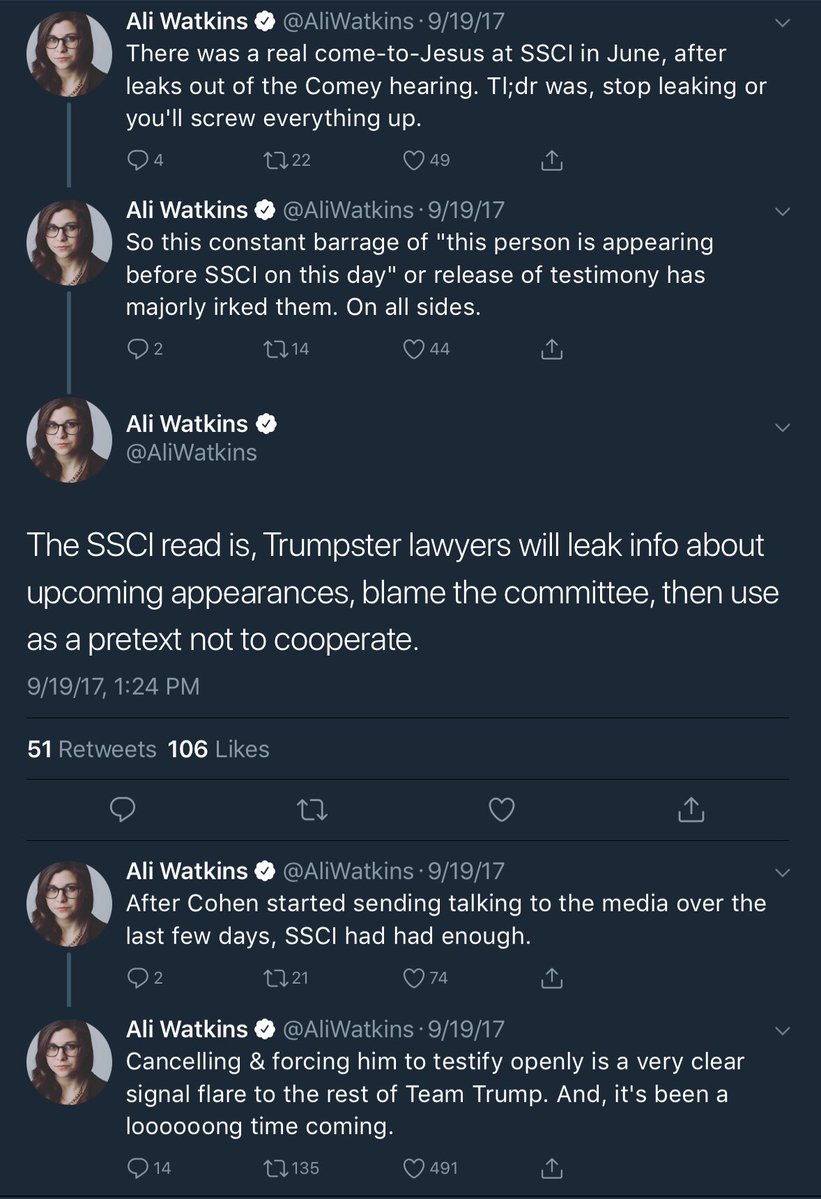 Ali Watkins @AliWatkins · 9/19/17
There was a real come-to-Jesus at SSCI in June, after
leaks out of the Comey hearing. Tl;dr was, stop leaking or
you'll screw everything up.
4 22 49
Ali Watkins @AliWatkins · 9/19/17
So this constant barrage of "this person is appearing
before SSCI on this day" or release of testimony has
majorly irked them. On all sides.
2 14 44
Ali Watkins
@AliWatkins
The SSCI read is, Trumpster lawyers will leak info about
upcoming appearances, blame the committee, then use
as a pretext not to cooperate.
9/19/17, 1:24 PM
51 Retweets 106 Likes
Ali Watkins @AliWatkins · 9/19/17
After Cohen started sending talking to the media over the
last few days, SSCI had had enough.
2 21 74
Ali Watkins @AliWatkins · 9/19/17
Cancelling & forcing him to testify openly is a very clear
signal flare to the rest of Team Trump. And, it's been a
looooooong time coming.
14 135 491